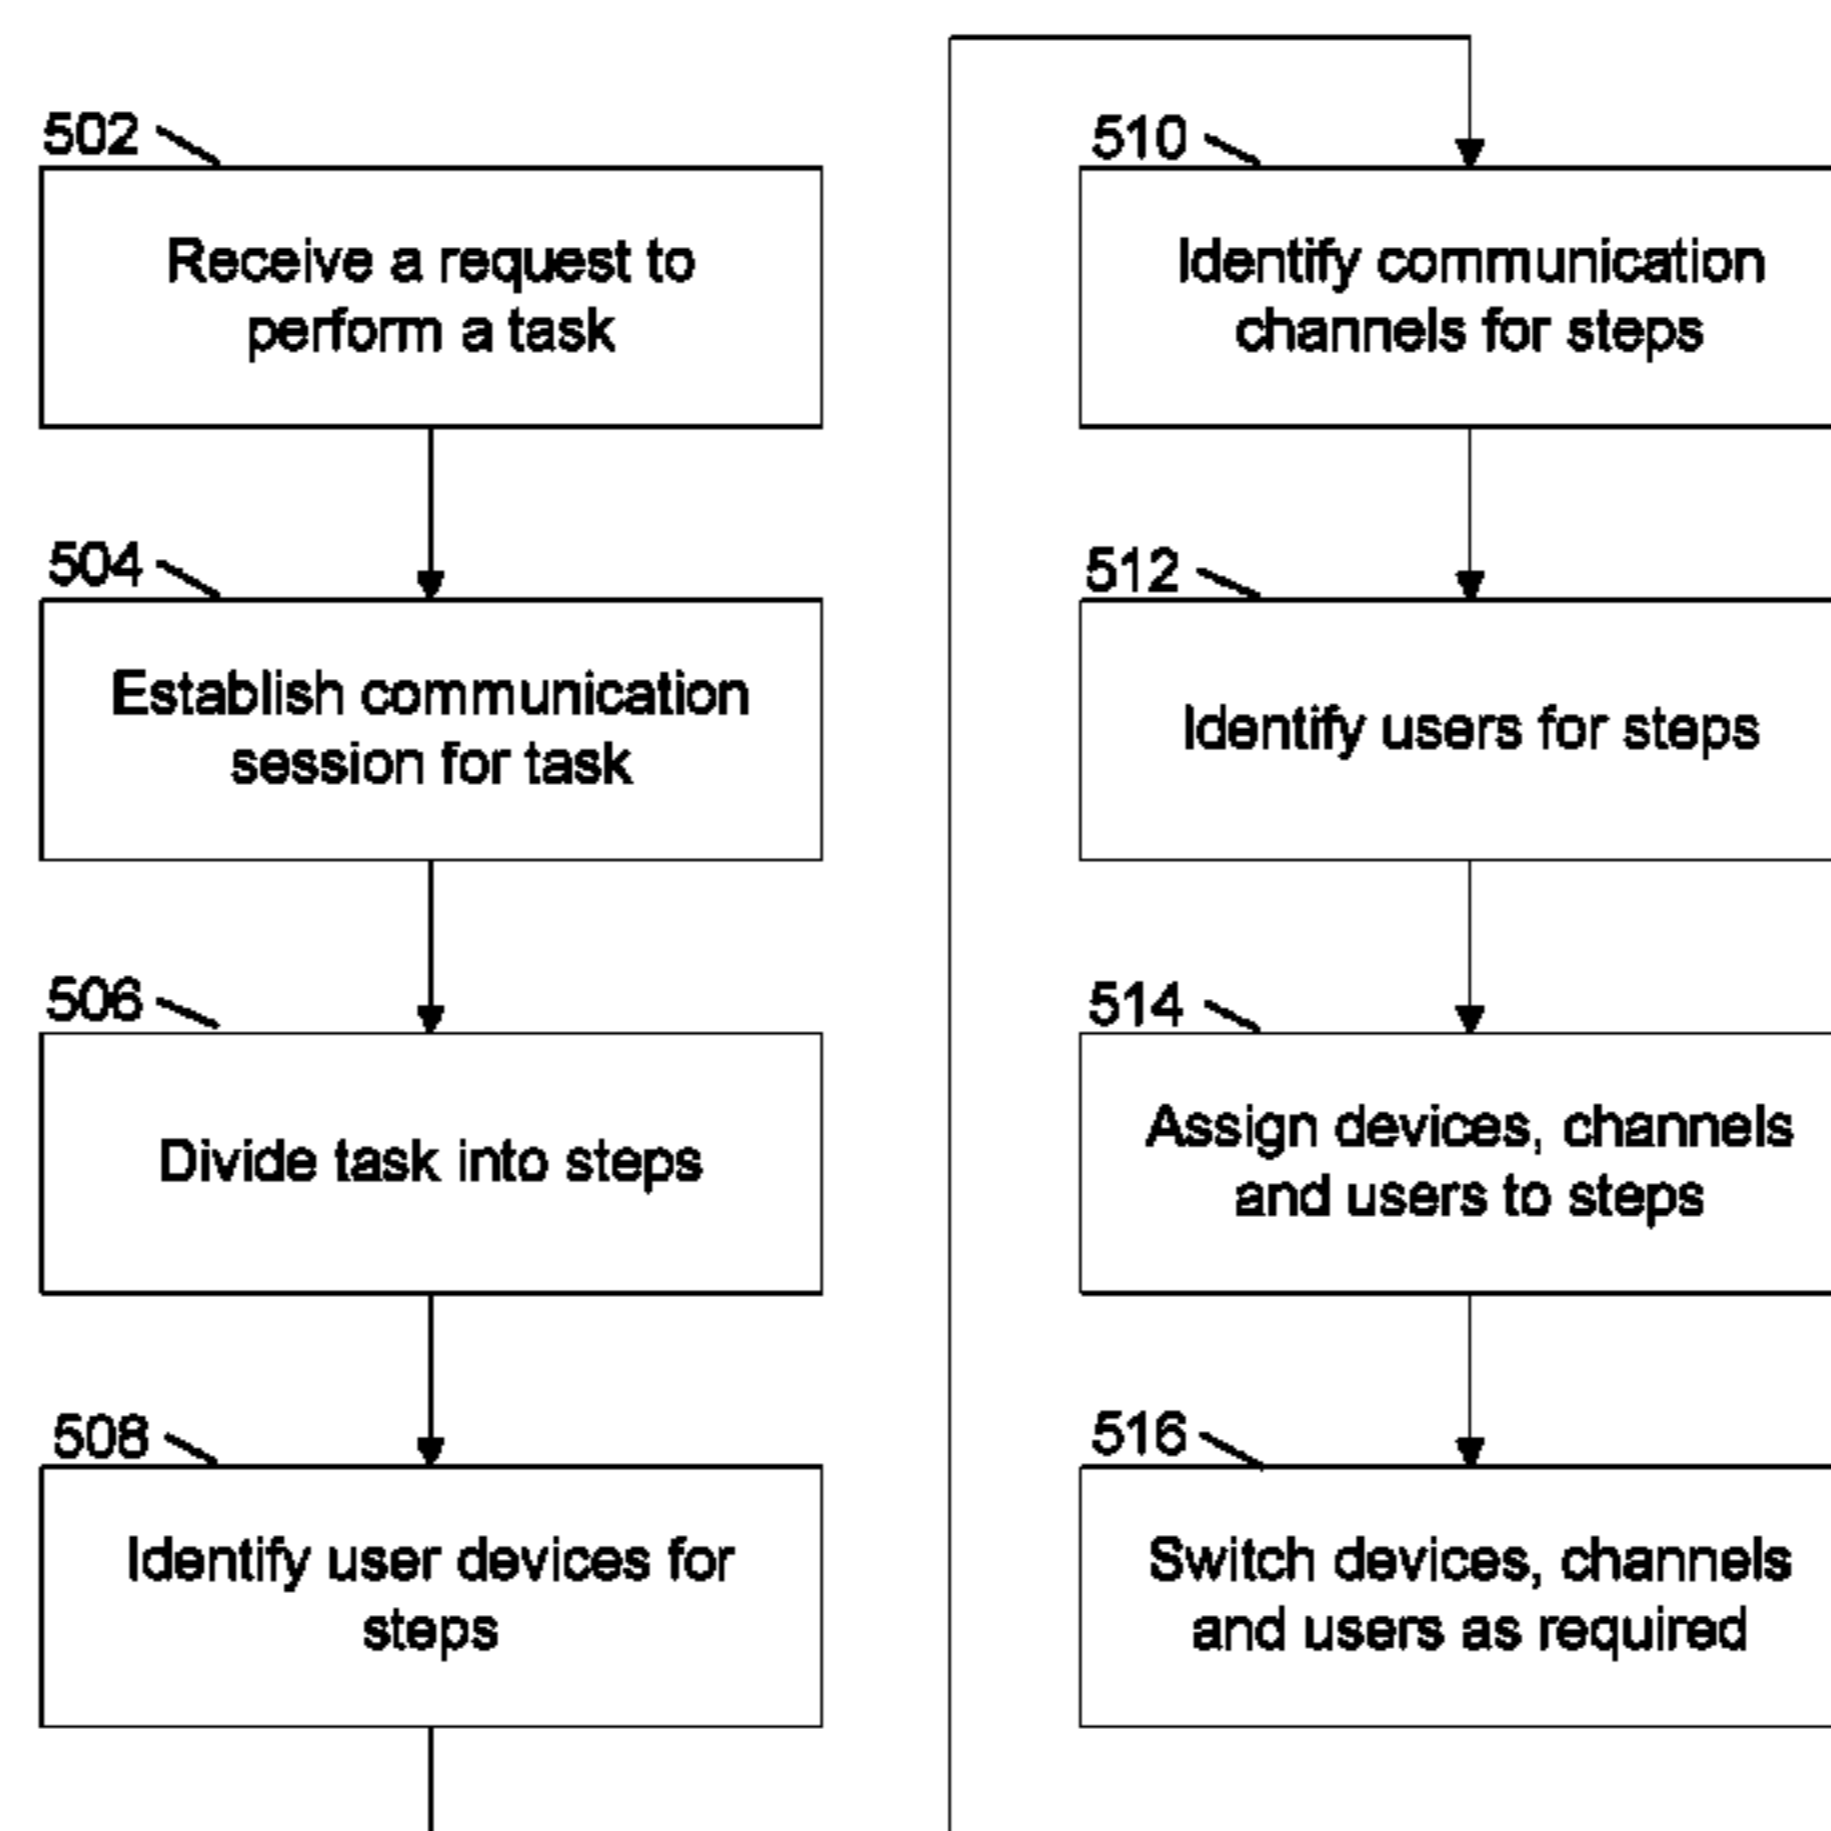 502
Receive a request to
perform a task
504
Establish communication
session for task
506
Divide task into steps
508
Identify user devices for
steps
510
Identify communication
channels for steps
512
Identify users for steps
514
Assign devices, channels
and users to steps
516
Switch devices, channels
and users as required